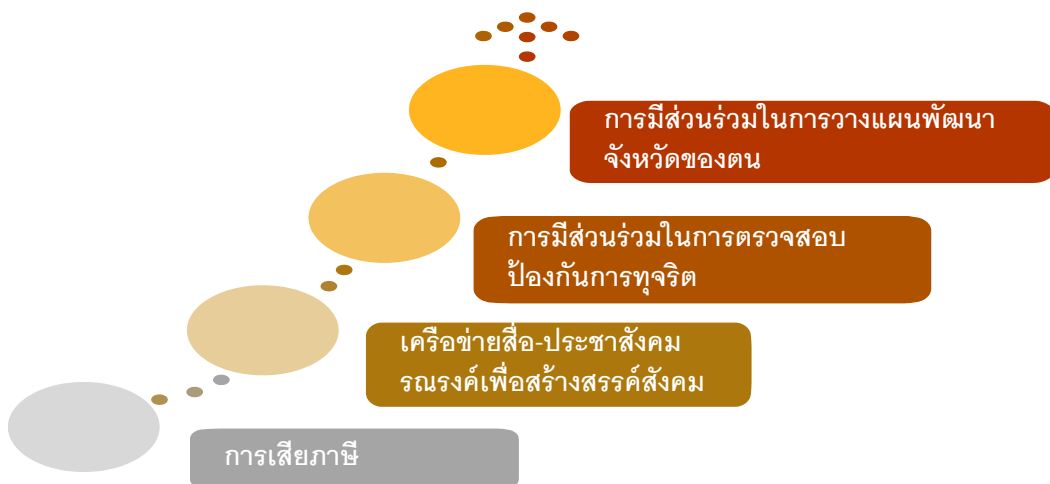 การมีส่วนร่วมในการวางแผนพัฒนา
จังหวัดของตน
การมีส่วนร่วมในการตรวจสอบ
ป้องกันการทุจริต
เครือข่ายสื่อ-ประชาสังคม
รณรงค์เพื่อสร้างสรรค์สังคม
การเสียภาษี